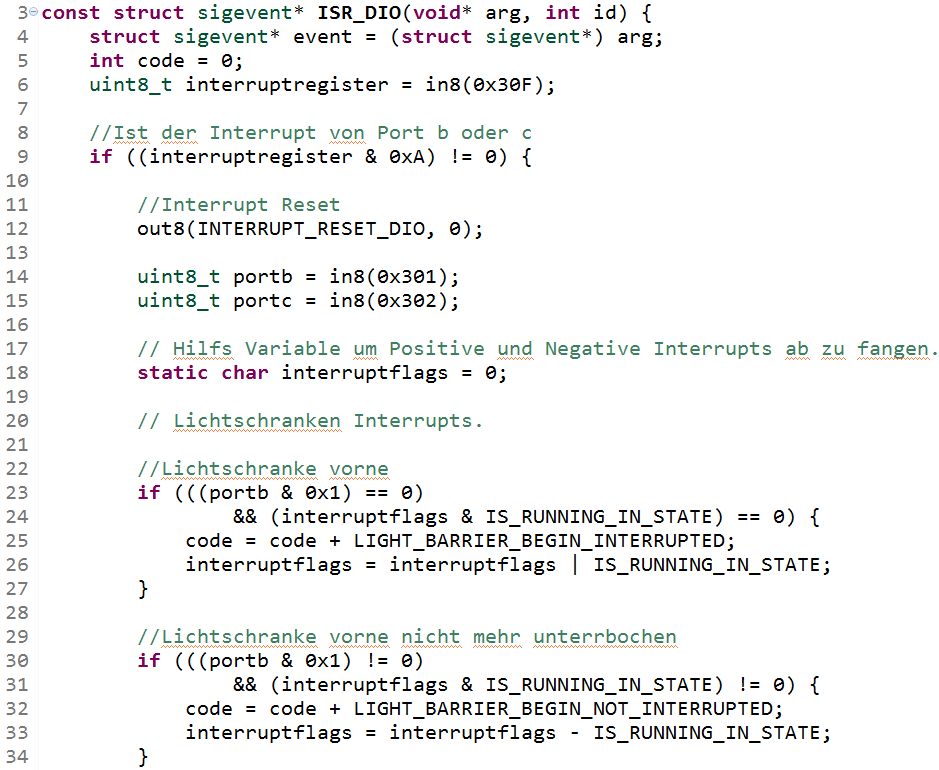 3 const struct sigevent* ISR_DIO(void* arg, int id) {
4     struct sigevent* event = (struct sigevent*) arg;
5     int code = 0;
6     uint8_t interruptregister = in8(0x30F);
7
8     //Ist der Interrupt von Port b oder c
9     if ((interruptregister & 0xA) != 0) {
10
11         //Interrupt Reset
12         out8(INTERRUPT_RESET_DIO, 0);
13
14         uint8_t portb = in8(0x301);
15         uint8_t portc = in8(0x302);
16
17         // Hilfs Variable um Positive und Negative Interrupts ab zu fangen.
18         static char interruptflags = 0;
19
20         // Lichtschranken Interrupts.
21
22         //Lichtschranke vorne
23         if (((portb & 0x1) == 0)
24                 && (interruptflags & IS_RUNNING_IN_STATE) == 0) {
25             code = code + LIGHT_BARRIER_BEGIN_INTERRUPTED;
26             interruptflags = interruptflags | IS_RUNNING_IN_STATE;
27         }
28
29         //Lichtschranke vorne nicht mehr unterrbochen
30         if (((portb & 0x1) != 0)
31                 && (interruptflags & IS_RUNNING_IN_STATE) != 0) {
32             code = code + LIGHT_BARRIER_BEGIN_NOT_INTERRUPTED;
33             interruptflags = interruptflags - IS_RUNNING_IN_STATE;
34         }